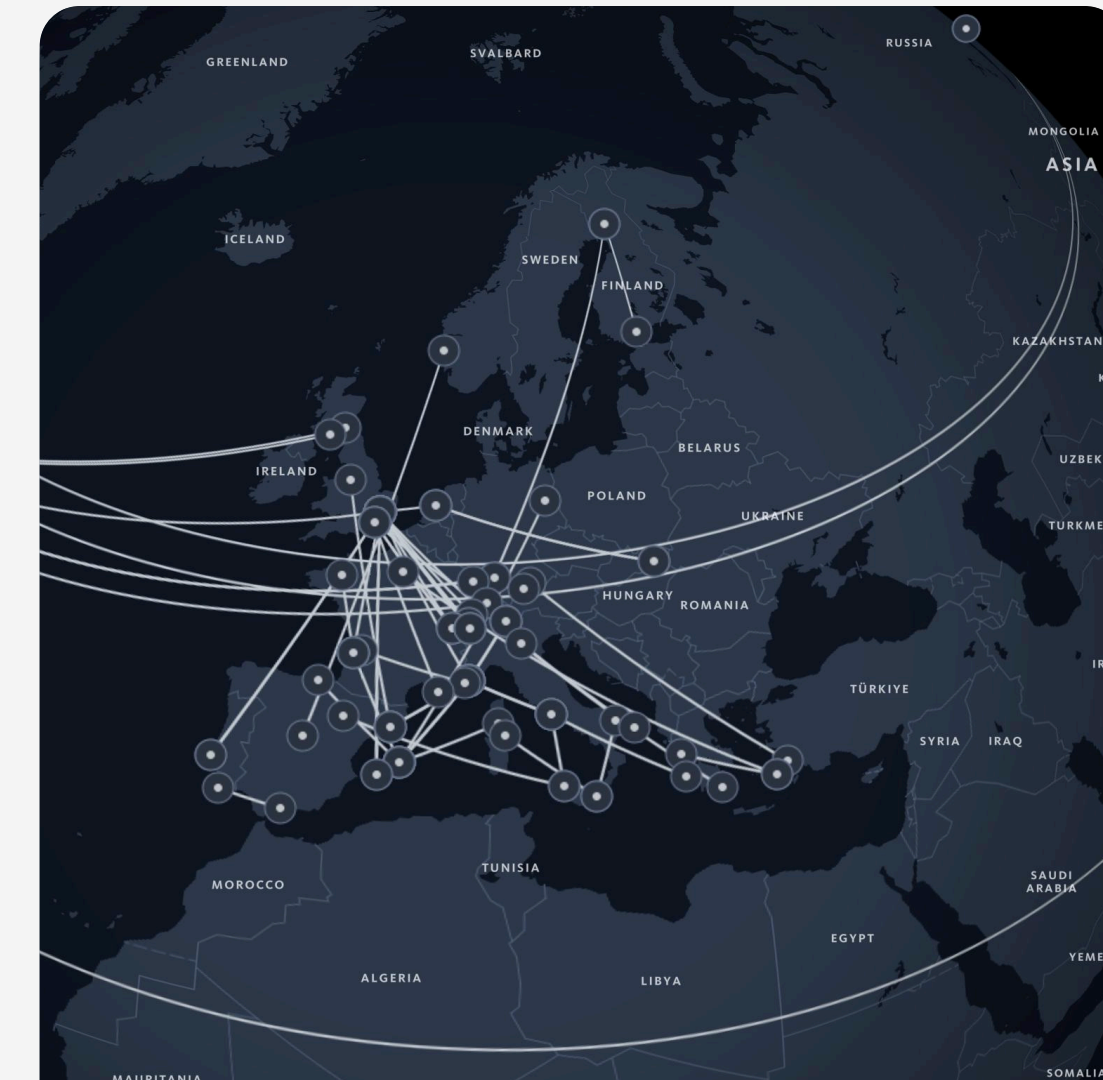 GREENLAND
SVALBARD
RUSSIA
MONGOLIA
ASIA
ICELAND
SWEDEN
FINLAND
KAZAKHSTAN
DENMARK
BELARUS
IRELAND
UZBEK
POLAND
UKRAINE
TURKME
HUNGARY
ROMANIA
TÜRKIYE
SYRIA
IRAQ
TUNISIA
MOROCCO
SAUDI
ARABIA
EGYPT
YEME
ALGERIA
LIBYA
SOMALIA
MAURITANIA